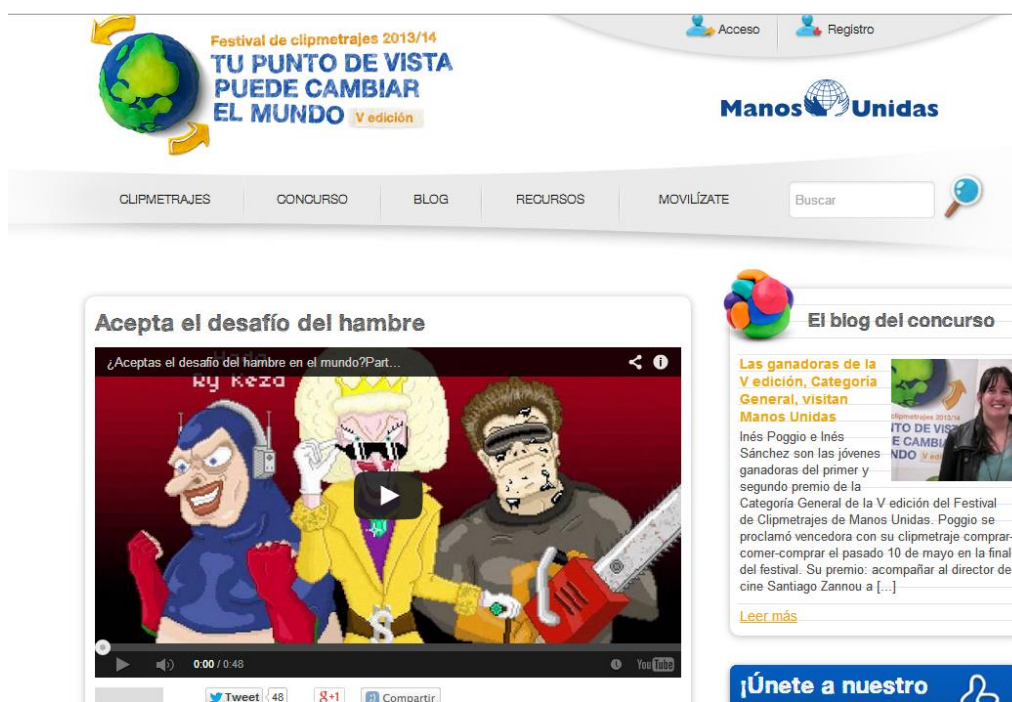 Festival de clipmetrajes 2013/14
TU PUNTO DE VISTA
PUEDE CAMBIAR
EL MUNDO V edición
Acceso
Registro
Manos Unidas
CLIPMETRAJES
CONCURSO
BLOG
RECURSOS
MOVILÍZATE
Buscar
Acepta el desafío del hambre
¿Aceptas el desafío del hambre en el mundo?Part...
Ry Keza
0:00 / 0:48
YouTube
Tweet 48
g+1
Compartir
El blog del concurso
Las ganadoras de la
V edición, Categoría
General, visitan
Manos Unidas
Inés Poggio e Inés
Sánchez son las jóvenes
ganadoras del primer y
segundo premio de la
Categoría General de la V edición del Festival
de Clipmetrajes de Manos Unidas. Poggio se
proclamó vencedora con su clipmetraje comprar-
comer-comprar el pasado 10 de mayo en la final
del festival. Su premio: acompañar al director de
cine Santiago Zannou a [...]
Leer más
¡Únete a nuestro